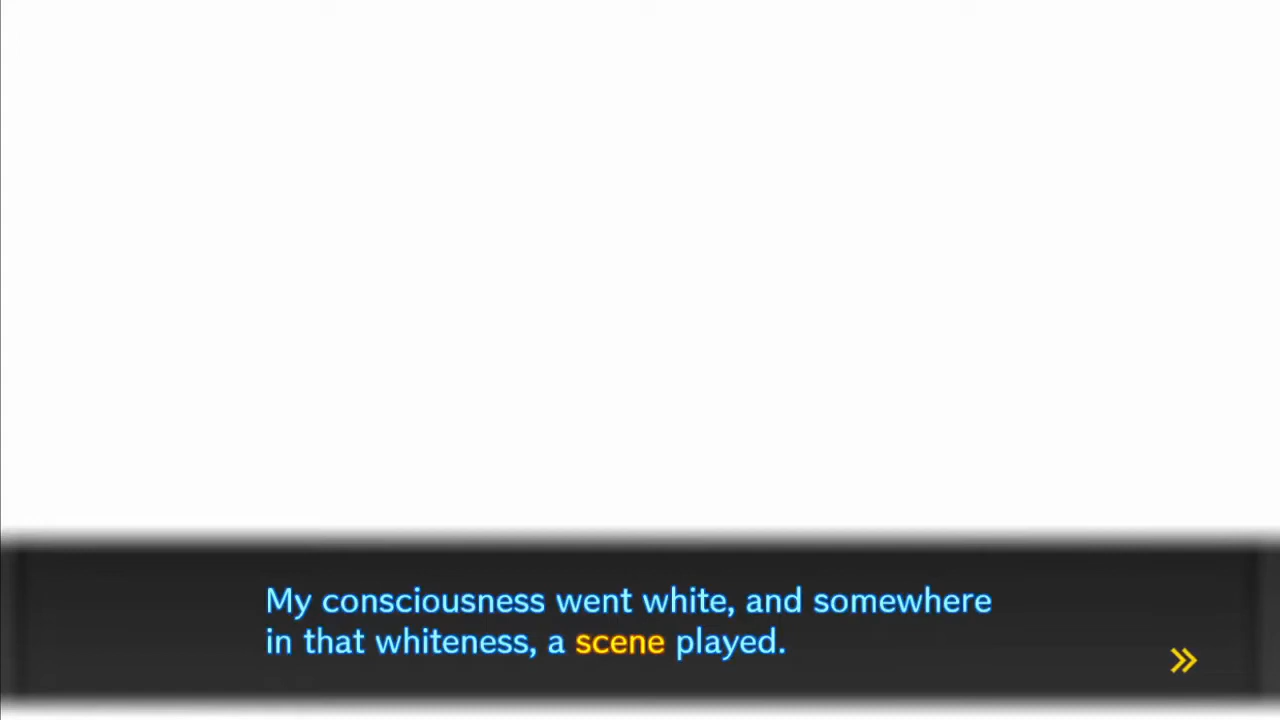 My consciousness went white, and somewhere
in that whiteness, a scene played.